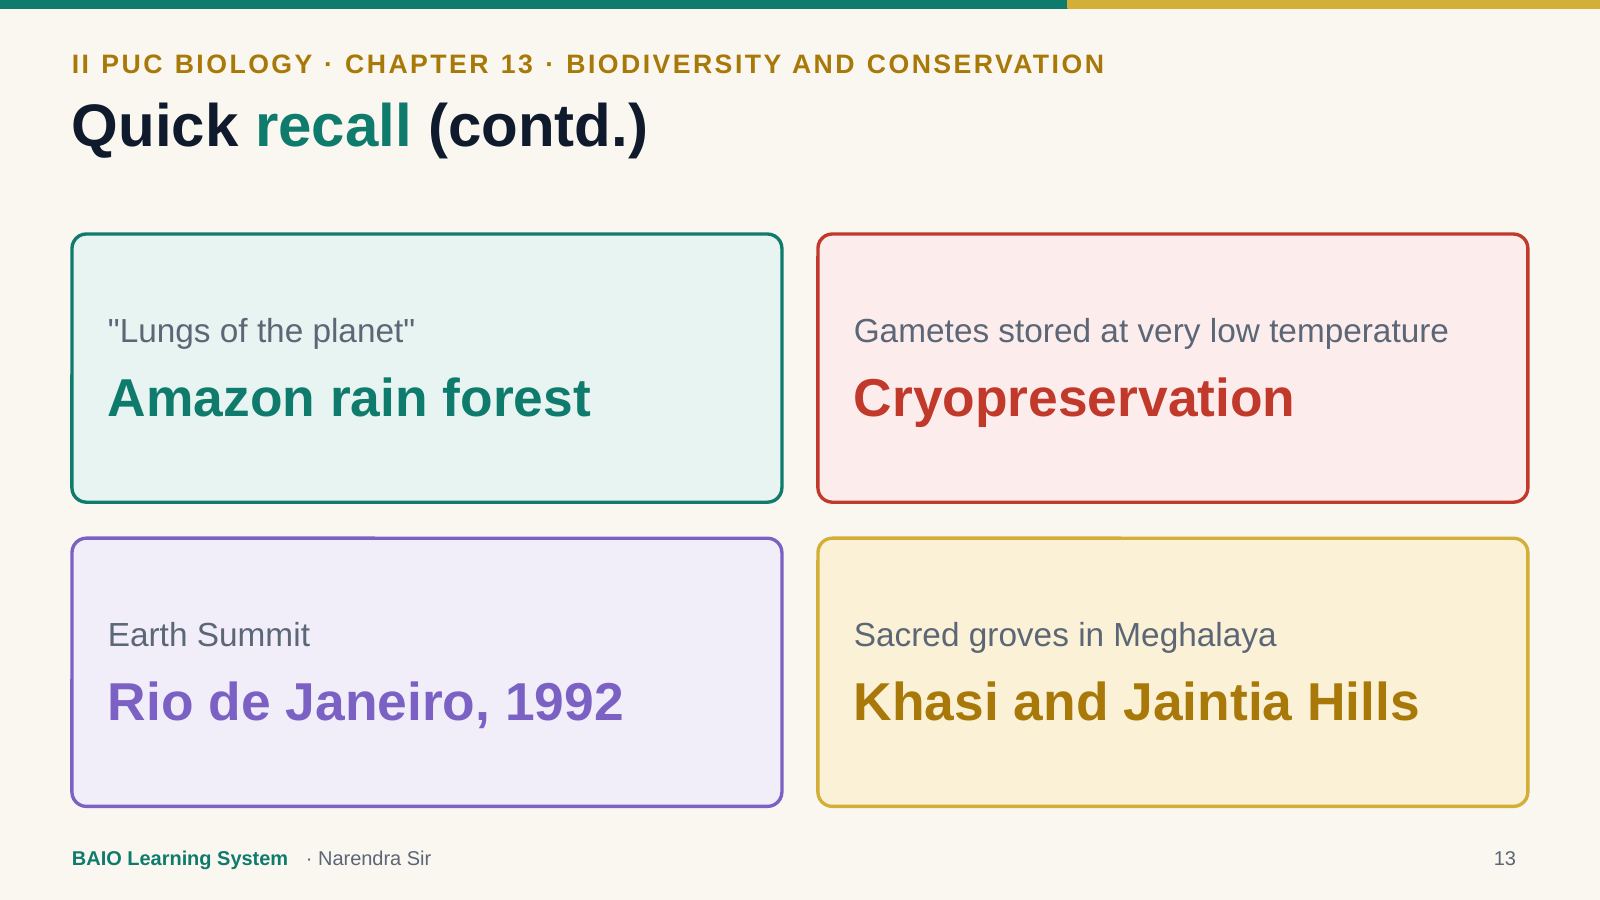 II PUC BIOLOGY · CHAPTER 13 · BIODIVERSITY AND CONSERVATION
Quick recall (contd.)
"Lungs of the planet"
Amazon rain forest
Gametes stored at very low temperature
Cryopreservation
Earth Summit
Rio de Janeiro, 1992
Sacred groves in Meghalaya
Khasi and Jaintia Hills
BAIO Learning System · Narendra Sir
13